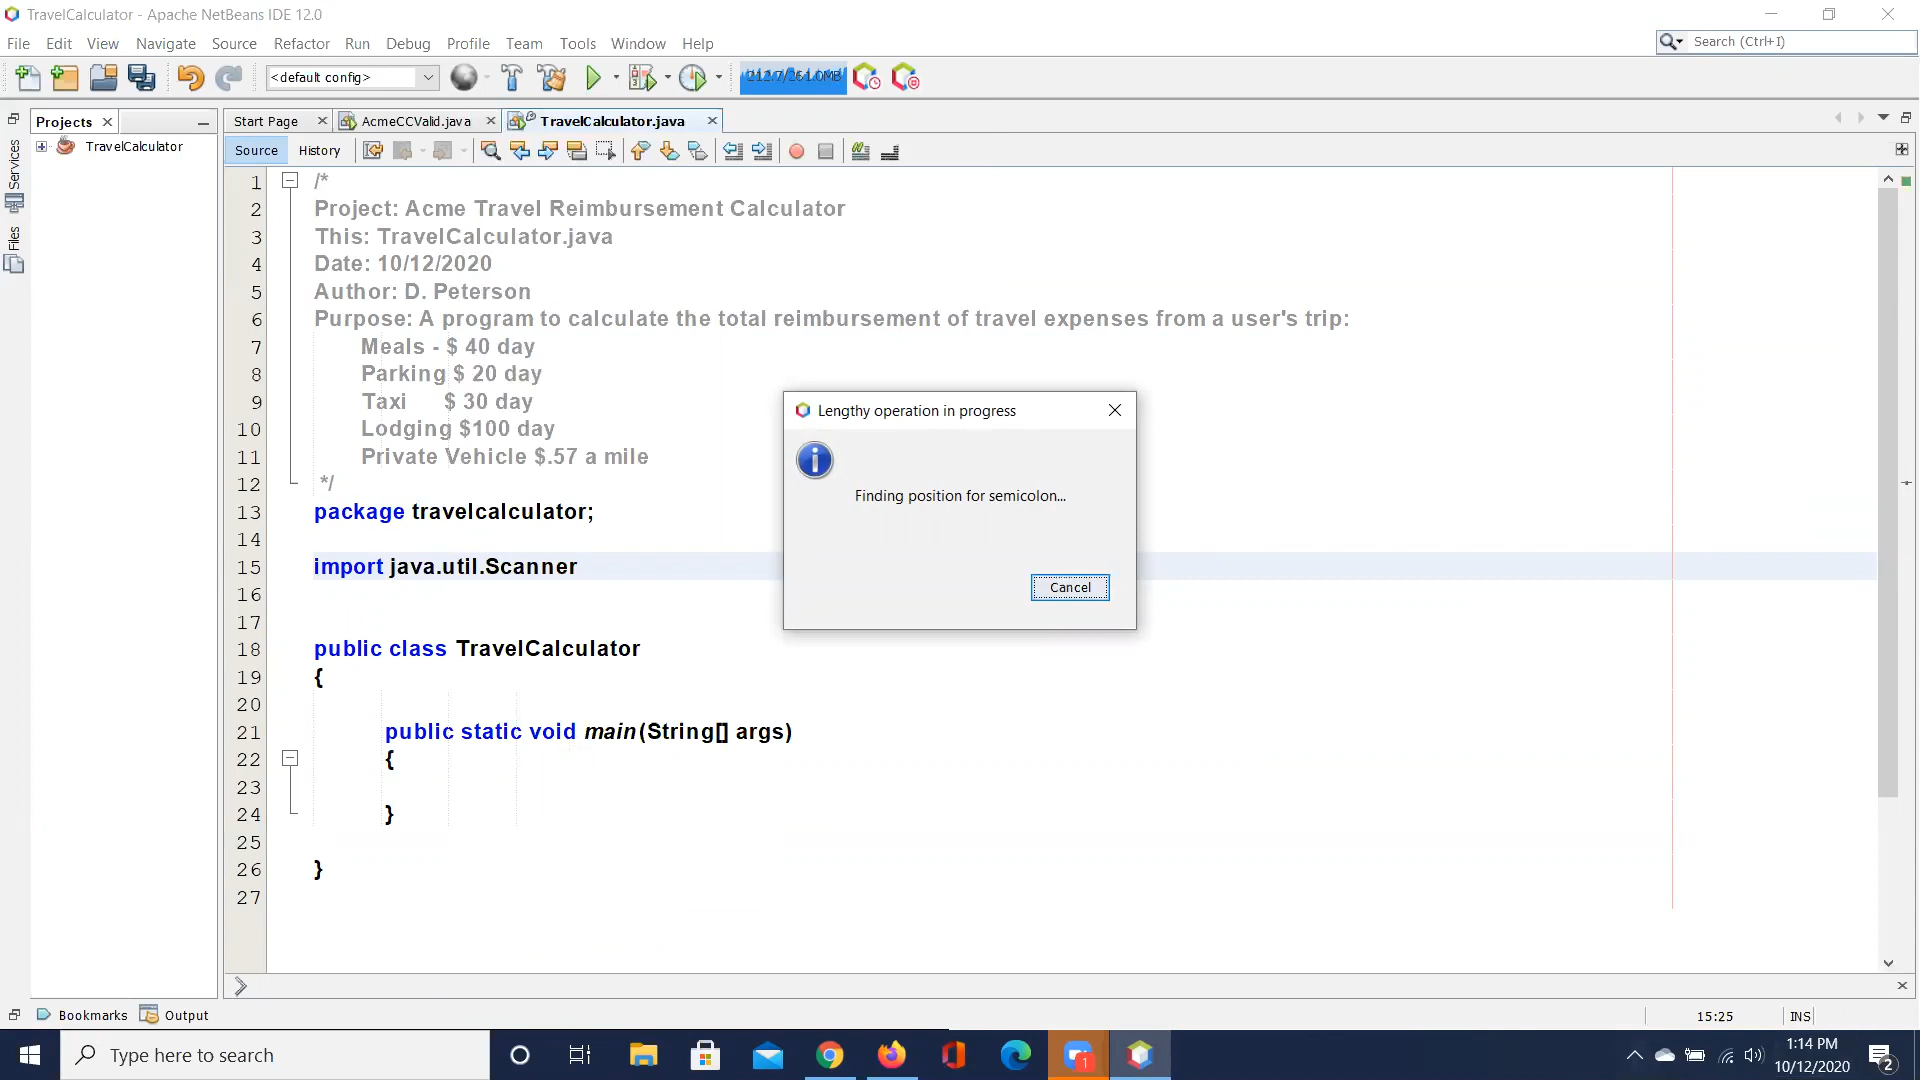 TravelCalculator - Apache NetBeans IDE 12.0
File Edit View Navigate Source Refactor Run Debug Profile Team Tools Window Help
Search (Ctrl+I)
<default config>
212.7/261.0MB
Projects
Start Page
AcmeCCValid.java
TravelCalculator.java
TravelCalculator
Source
History
Services
Files
1 /*
2 Project: Acme Travel Reimbursement Calculator
3 This: TravelCalculator.java
4 Date: 10/12/2020
5 Author: D. Peterson
6 Purpose: A program to calculate the total reimbursement of travel expenses from a user's trip:
7 Meals - $ 40 day
8 Parking $ 20 day
9 Taxi $ 30 day
10 Lodging $100 day
11 Private Vehicle $.57 a mile
12 */
13 package travelcalculator;
14
15 import java.util.Scanner
16
17
18 public class TravelCalculator
19 {
20
21 public static void main(String[] args)
22 {
23
24 }
25
26 }
27
Lengthy operation in progress
Finding position for semicolon...
Cancel
Bookmarks
Output
15:25
INS
Type here to search
1
1:14 PM
10/12/2020
2